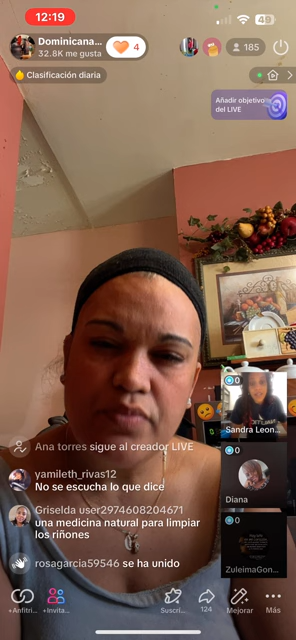 12:19
49
Dominicana...
32.8K me gusta
4
185
Clasificación diaria
Añadir objetivo
del LIVE
0
Sandra Leon...
0
Diana
0
ZuleimaGon...
Ana torres sigue al creador LIVE
yamileth_rivas12
No se escucha lo que dice
Griselda user2974608204671
una medicina natural para limpiar
los riñones
rosagarcia59546 se ha unido
+Anfitri...
+Invita...
Suscri...
124
Mejorar
Más